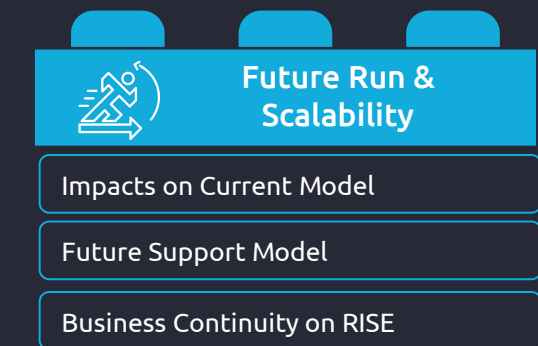 Future Run &
Scalability
Impacts on Current Model
Future Support Model
Business Continuity on RISE